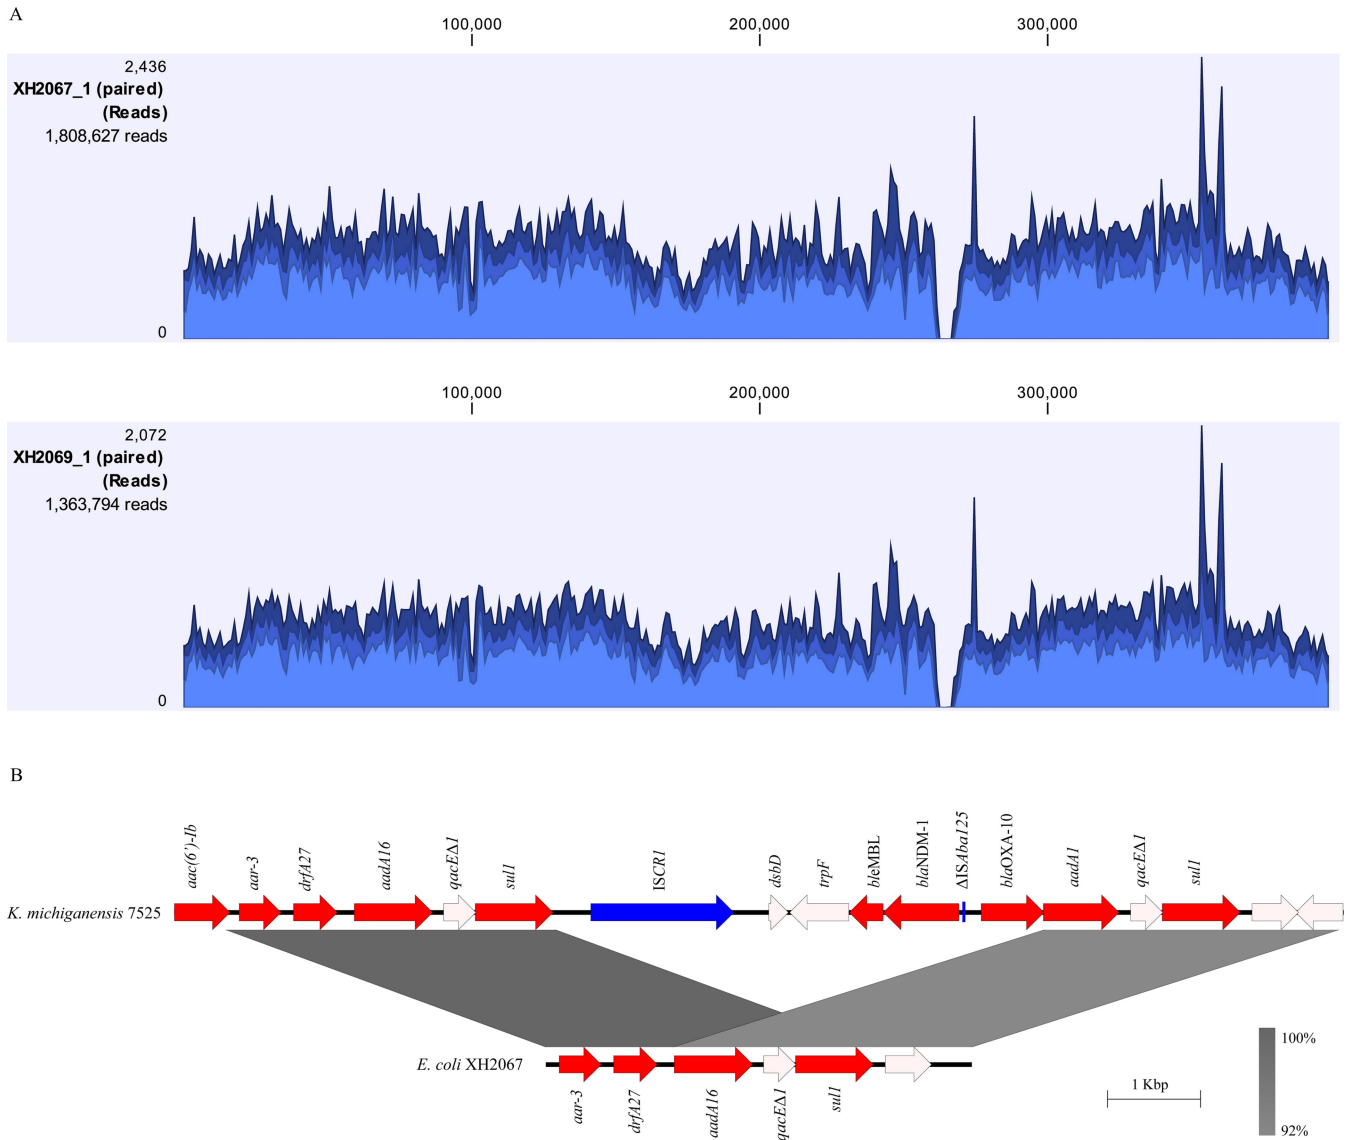 A
100,000 200,000 300,000
2,436
XH2067_1 (paired)
(Reads)
1,808,627 reads
0
100,000 200,000 300,000
2,072
XH2069_1 (paired)
(Reads)
1,363,794 reads
0
B
aac(6')-Ib aar-3 drfA27 aadA16 qacEΔ1 sul1 ISCR1 dsbD trpF bleMBL blaNDM-1 ΔISAba125 blaOXA-10 aadA1 qacEΔ1 sul1
K. michiganensis 7525
E. coli XH2067
aar-3 drfA27 aadA16 qacEΔ1 sul1
1 Kbp
100%
92%